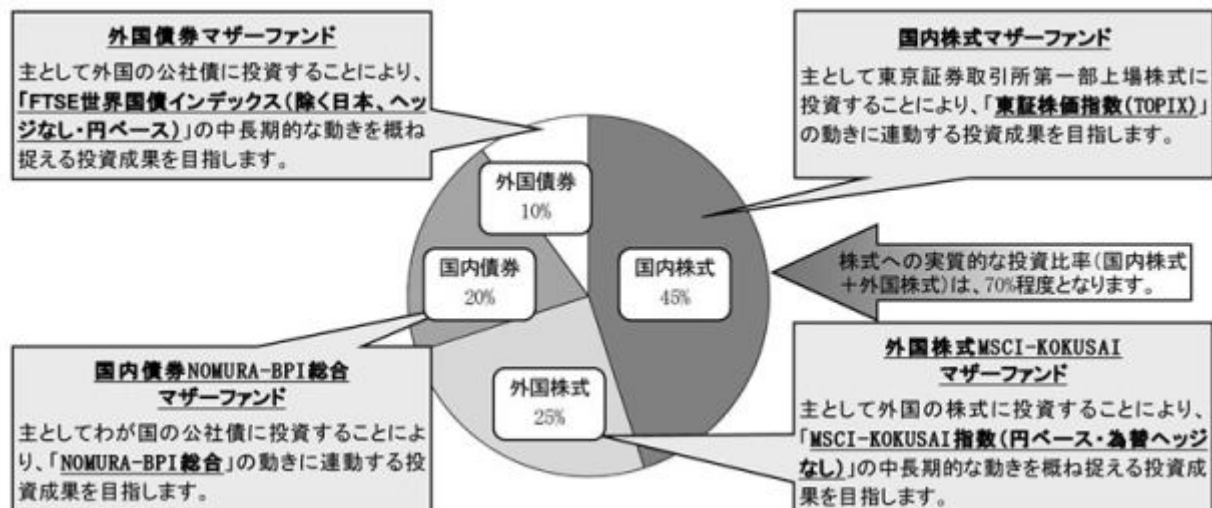 外国債券マザーファンド
主として外国の公社債に投資することにより、
「FTSE世界国債インデックス(除く日本、ヘッ
ジなし・円ベース)」の中長期的な動きを概ね
捉える投資成果を目指します。
国内株式マザーファンド
主として東京証券取引所第一部上場株式に
投資することにより、「東証株価指数(TOPIX)」
の動きに連動する投資成果を目指します。
外国債券
10%
国内債券
20%
国内株式
45%
外国株式
25%
株式への実質的な投資比率(国内株式
+外国株式)は、70%程度となります。
国内債券NOMURA-BPI総合
マザーファンド
主としてわが国の公社債に投資することによ
り、「NOMURA-BPI総合」の動きに連動する投
資成果を目指します。
外国株式MSCI-KOKUSAI
マザーファンド
主として外国の株式に投資することにより、
「MSCI-KOKUSAI指数(円ベース・為替ヘッジ
なし)」の中長期的な動きを概ね捉える投資成
果を目指します。